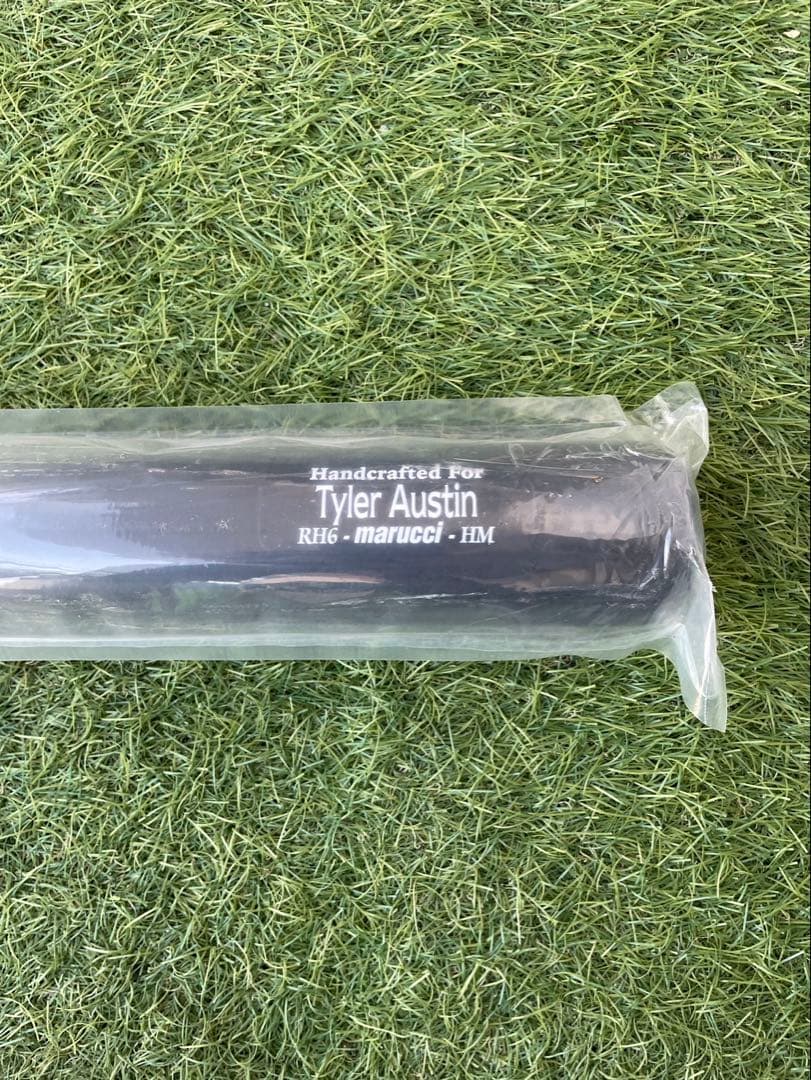 Handcrafted For
Tyler Austin
RH6 - marucci - HM